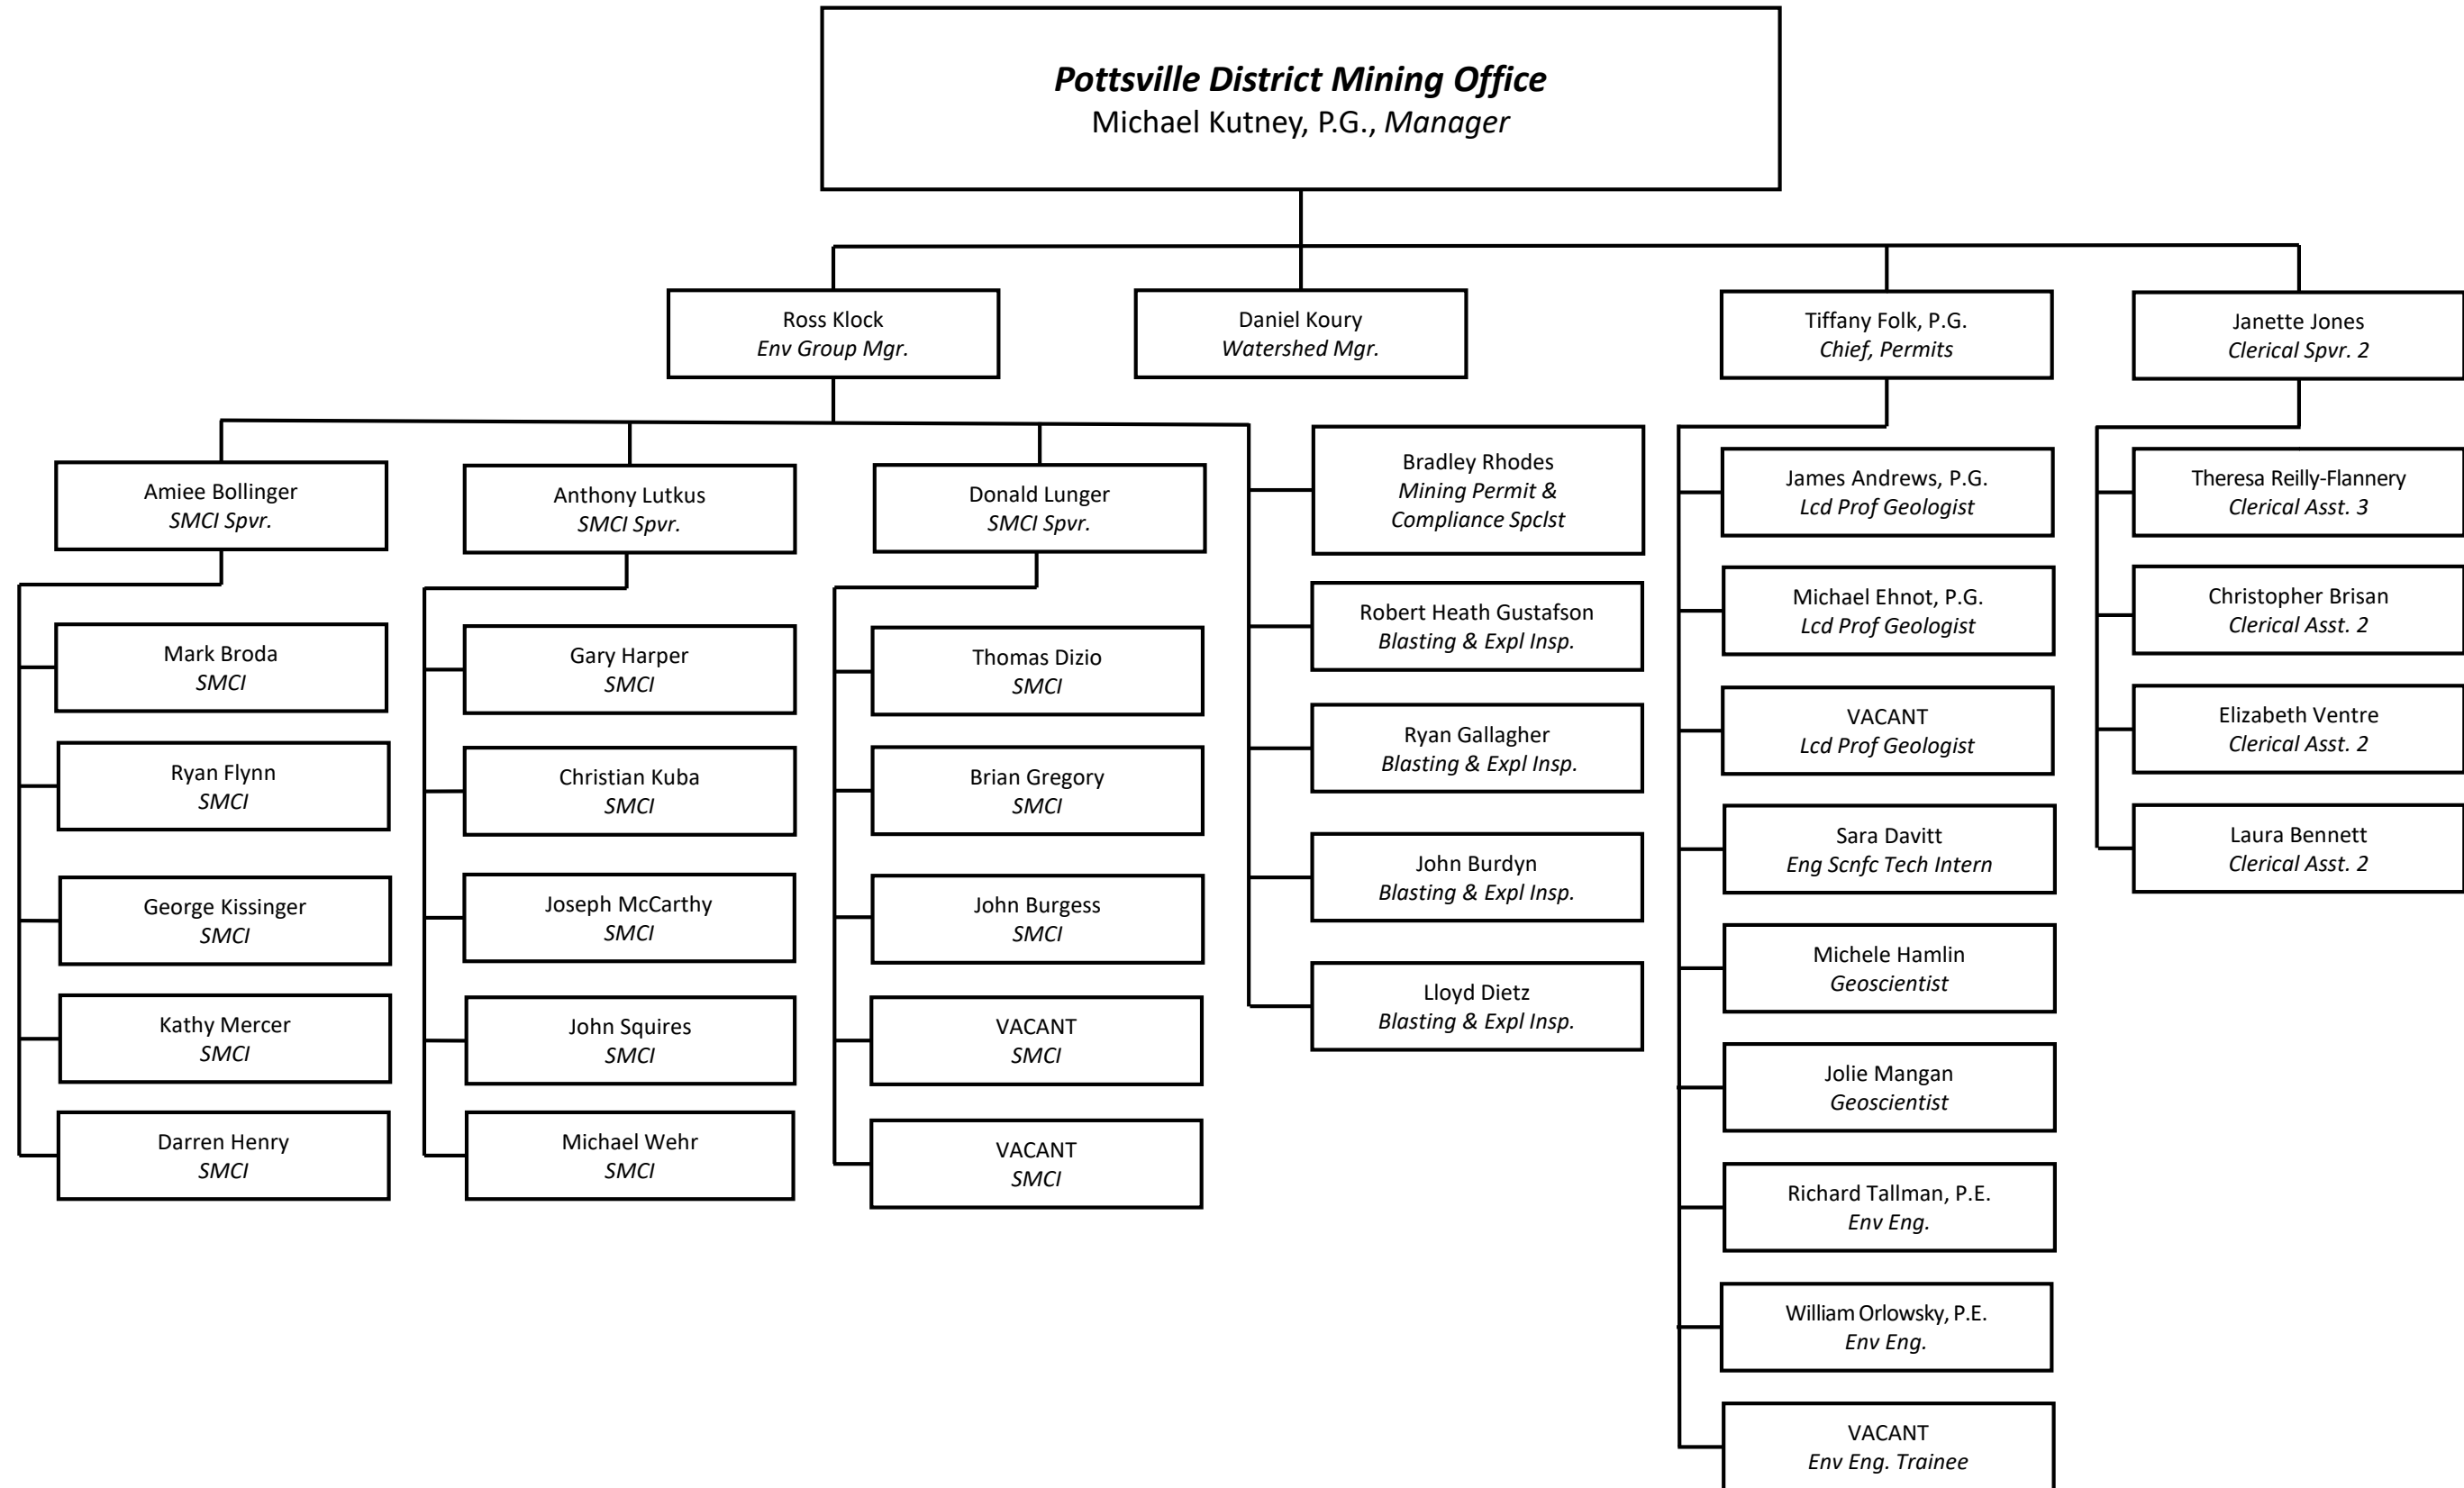 Pottsville District Mining Office
Michael Kutney, P.G., Manager
Ross Klock
Env Group Mgr.
Daniel Koury
Watershed Mgr.
Tiffany Folk, P.G.
Chief, Permits
Janette Jones
Clerical Spvr. 2
Amiee Bollinger
SMCI Spvr.
Mark Broda
SMCI
Ryan Flynn
SMCI
George Kissinger
SMCI
Kathy Mercer
SMCI
Darren Henry
SMCI
Anthony Lutkus
SMCI Spvr.
Gary Harper
SMCI
Christian Kuba
SMCI
Joseph McCarthy
SMCI
John Squires
SMCI
Michael Wehr
SMCI
Donald Lunger
SMCI Spvr.
Thomas Dizio
SMCI
Brian Gregory
SMCI
John Burgess
SMCI
VACANT
SMCI
VACANT
SMCI
Bradley Rhodes
Mining Permit &
Compliance Spclst
Robert Heath Gustafson
Blasting & Expl Insp.
Ryan Gallagher
Blasting & Expl Insp.
John Burdyn
Blasting & Expl Insp.
Lloyd Dietz
Blasting & Expl Insp.
James Andrews, P.G.
Lcd Prof Geologist
Michael Ehnot, P.G.
Lcd Prof Geologist
VACANT
Lcd Prof Geologist
Sara Davitt
Eng Scnfc Tech Intern
Michele Hamlin
Geoscientist
Jolie Mangan
Geoscientist
Richard Tallman, P.E.
Env Eng.
William Orlowsky, P.E.
Env Eng.
VACANT
Env Eng. Trainee
Theresa Reilly-Flannery
Clerical Asst. 3
Christopher Brisan
Clerical Asst. 2
Elizabeth Ventre
Clerical Asst. 2
Laura Bennett
Clerical Asst. 2